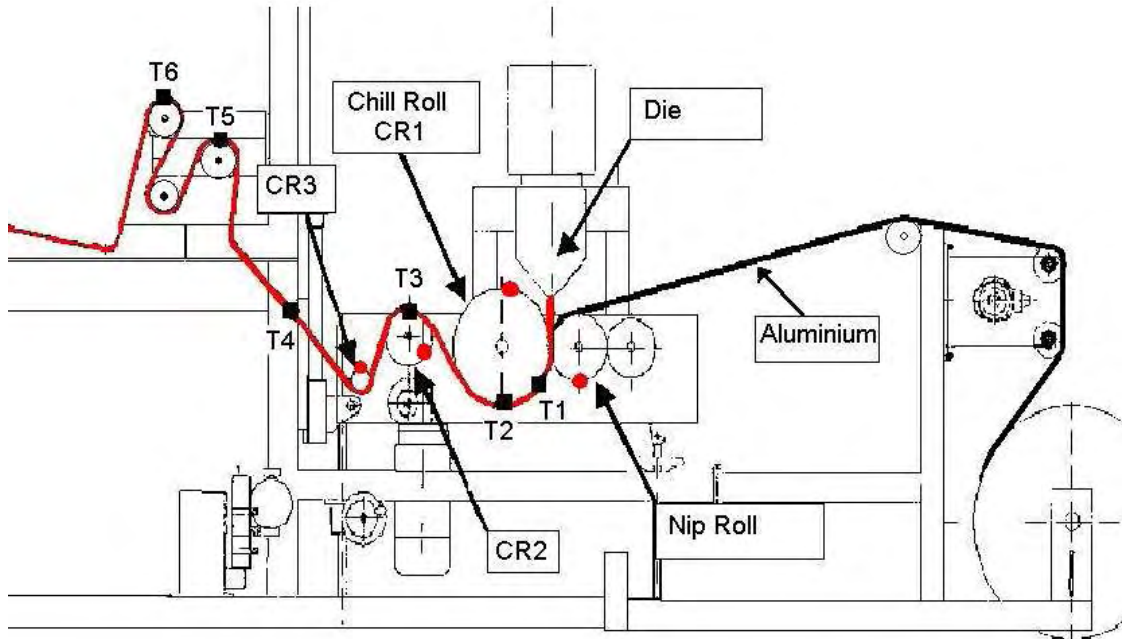 T6
T5
Chill Roll
CR1
Die
CR3
T3
T4
Aluminium
T1
T2
CR2
Nip Roll